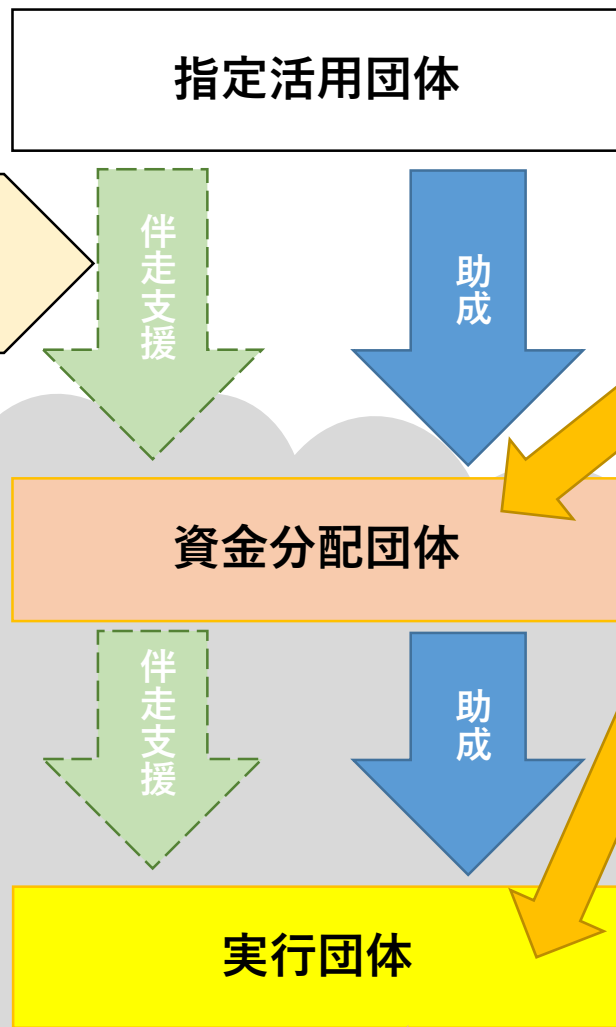 指定活用団体
伴走支援
助成
資金分配団体
伴走支援
助成
実行団体